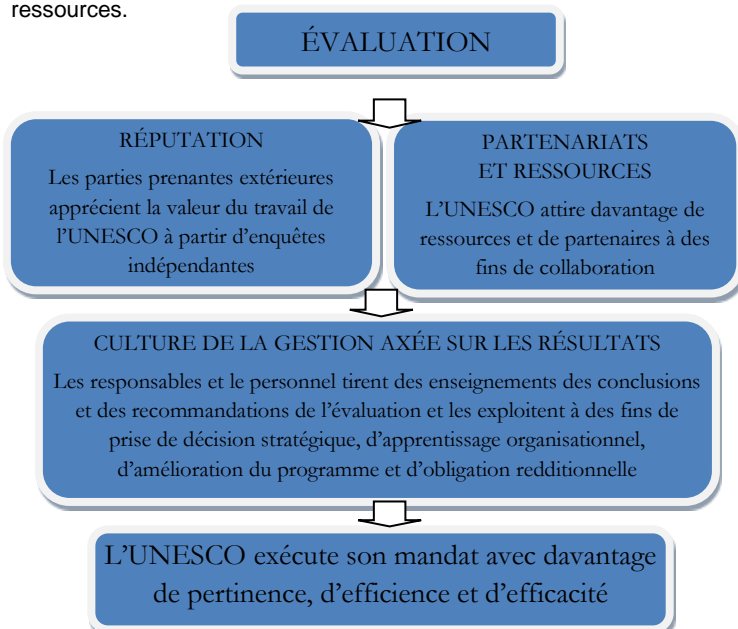 ressources.
ÉVALUATION
RÉPUTATION
Les parties prenantes extérieures
apprécient la valeur du travail de
l’UNESCO à partir d’enquêtes
indépendantes
PARTENARIATS
ET RESSOURCES
L’UNESCO attire davantage de
ressources et de partenaires à des
fins de collaboration
CULTURE DE LA GESTION AXÉE SUR LES RÉSULTATS
Les responsables et le personnel tirent des enseignements des conclusions
et des recommandations de l’évaluation et les exploitent à des fins de
prise de décision stratégique, d’apprentissage organisationnel,
d’amélioration du programme et d’obligation redditionnelle
L’UNESCO exécute son mandat avec davantage
de pertinence, d’efficience et d’efficacité